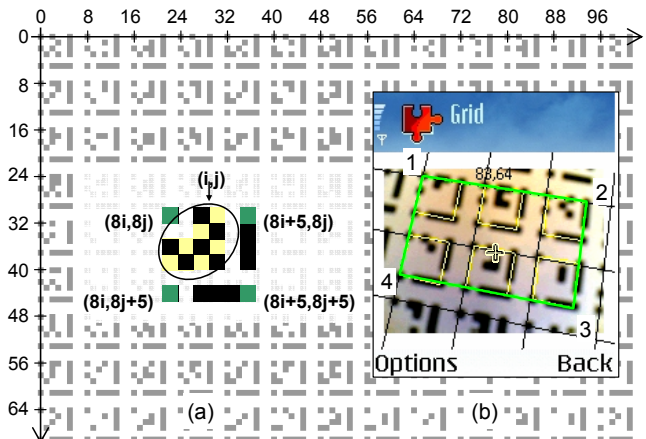 0 8 16 24 32 40 48 56 64 72 80 88 96
0
8
16
24
32
40
48
56
64
(i,j)
(8i,8j)
(8i+5,8j)
(8i,8j+5)
(8i+5,8j+5)
(a)
Grid
1
83,64
2
4
3
Options
Back
(b)